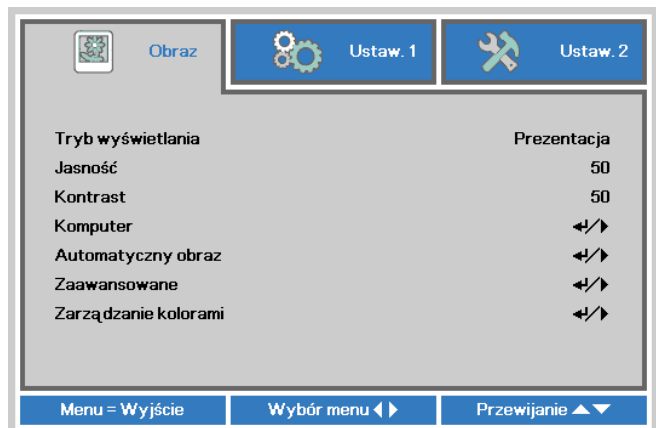 Obraz Ustaw. 1 Ustaw. 2
Tryb wyświetlania Prezentacja
Jasność 50
Kontrast 50
Komputer
Automatyczny obraz
Zaawansowane
Zarządzanie kolorami
Menu = Wyjście Wybór menu Przewijanie